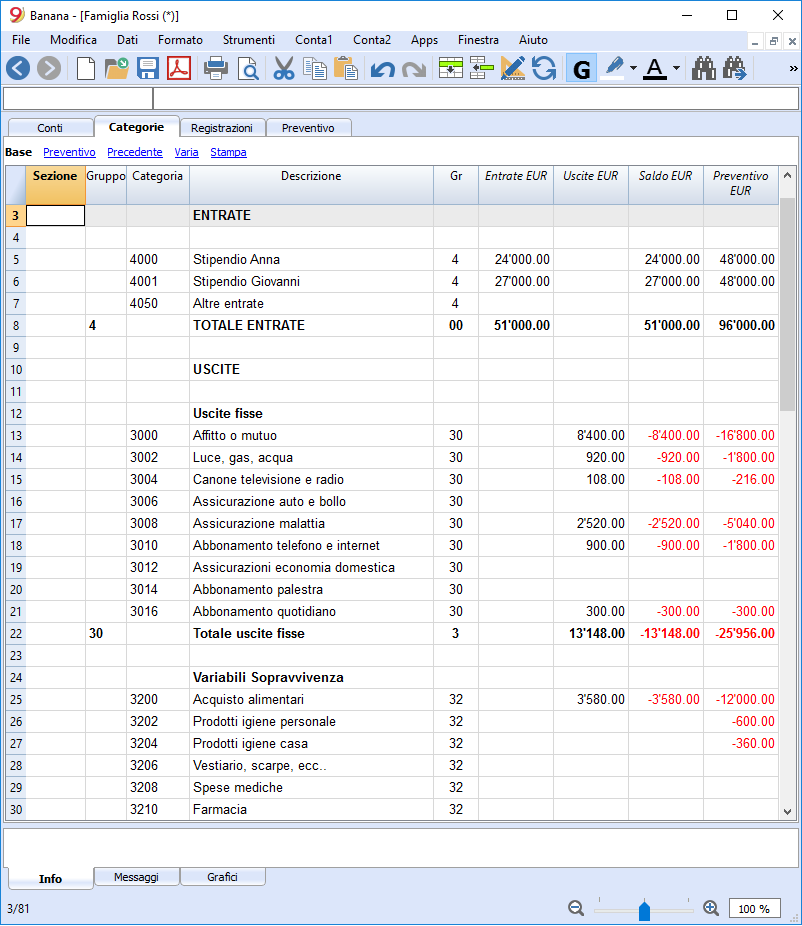 Banana - [Famiglia Rossi (*)]
File Modifica Dati Formato Strumenti Conta1 Conta2 Apps Finestra Aiuto
G A »
Conti Categorie Registrazioni Preventivo
Base Preventivo Precedente Varia Stampa
Sezione Gruppo Categoria Descrizione Gr Entrate EUR Uscite EUR Saldo EUR Preventivo
EUR
3 ENTRATE
4
5 4000 Stipendio Anna 4 24'000.00 24'000.00 48'000.00
6 4001 Stipendio Giovanni 4 27'000.00 27'000.00 48'000.00
7 4050 Altre entrate 4
8 4 TOTALE ENTRATE 00 51'000.00 51'000.00 96'000.00
9
10 USCITE
11
12 Uscite fisse
13 3000 Affitto o mutuo 30 8'400.00 -8'400.00 -16'800.00
14 3002 Luce, gas, acqua 30 920.00 -920.00 -1'800.00
15 3004 Canone televisione e radio 30 108.00 -108.00 -216.00
16 3006 Assicurazione auto e bollo 30
17 3008 Assicurazione malattia 30 2'520.00 -2'520.00 -5'040.00
18 3010 Abbonamento telefono e internet 30 900.00 -900.00 -1'800.00
19 3012 Assicurazioni economia domestica 30
20 3014 Abbonamento palestra 30
21 3016 Abbonamento quotidiano 30 300.00 -300.00 -300.00
22 30 Totale uscite fisse 3 13'148.00 -13'148.00 -25'956.00
23
24 Variabili Sopravvivenza
25 3200 Acquisto alimentari 32 3'580.00 -3'580.00 -12'000.00
26 3202 Prodotti igiene personale 32 -600.00
27 3204 Prodotti igiene casa 32 -360.00
28 3206 Vestiario, scarpe, ecc.. 32
29 3208 Spese mediche 32
30 3210 Farmacia 32
Info Messaggi Grafici
3/81 100 %